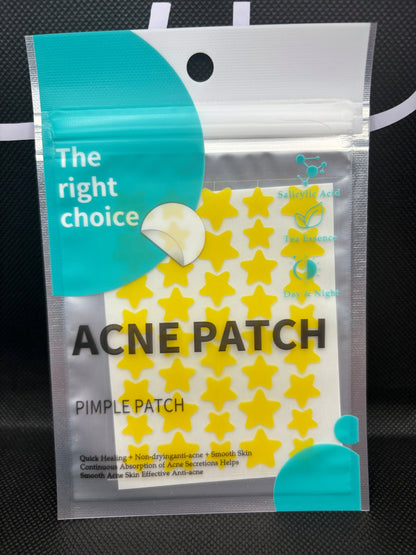 The
right
choice
Salicylic Acid
Tea Essence
Day & Night
ACNE PATCH
PIMPLE PATCH
Quick Healing + Non-dryinganti-acne + Smooth Skin
Continuous Absorption of Acne Secretions Helps
Smooth Acne Skin Effective Anti-acne